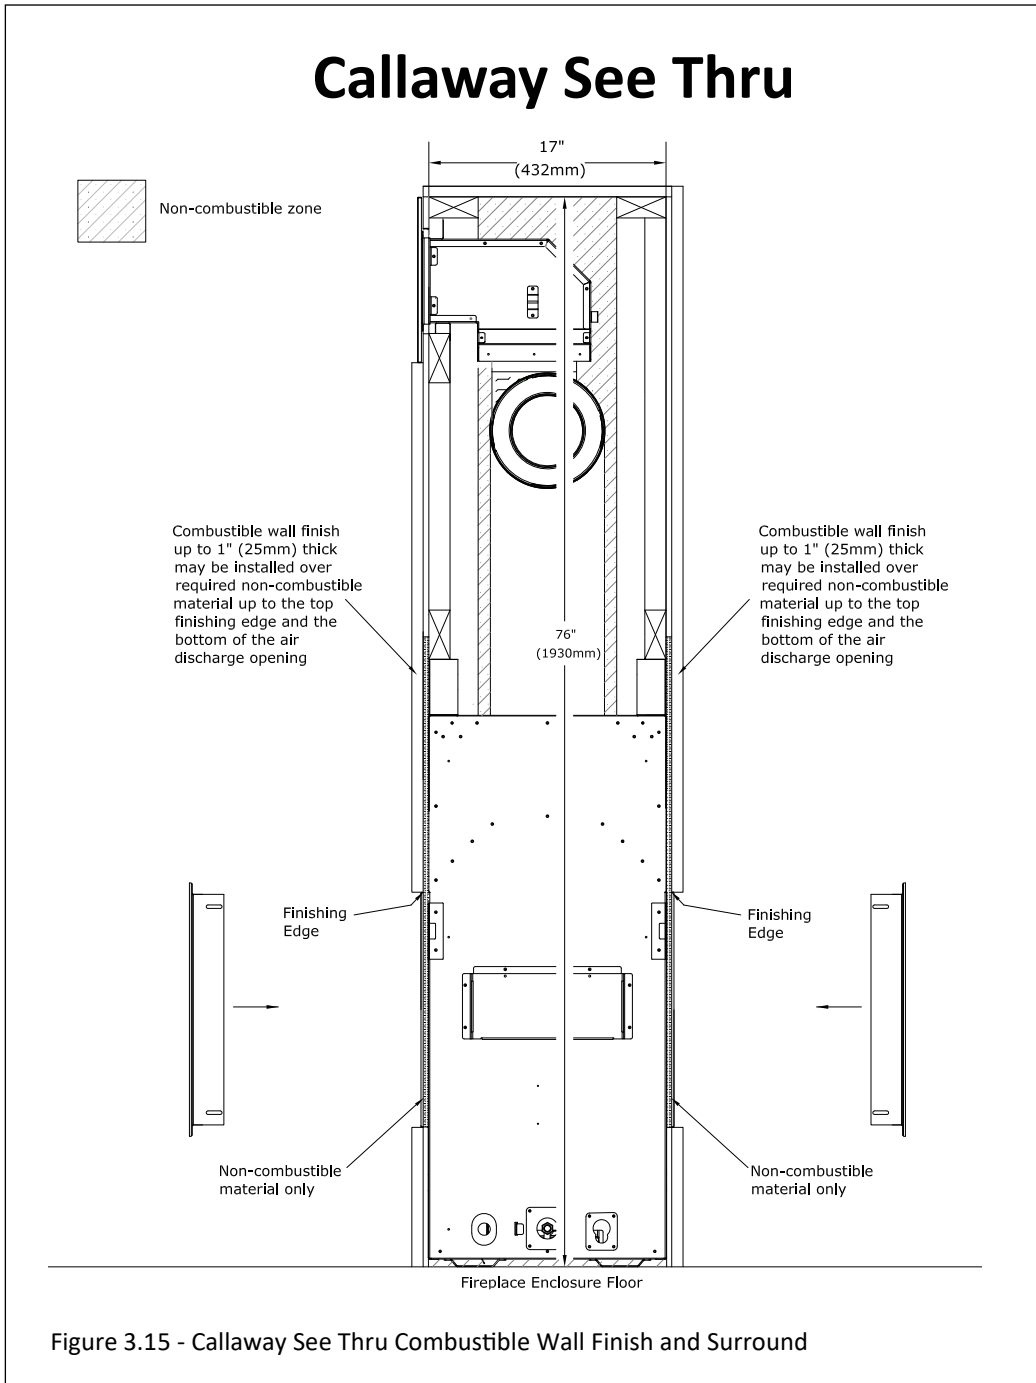 Callaway See Thru
17"
(432mm)
Non-combustible zone
Combustible wall finish
up to 1" (25mm) thick
may be installed over
required non-combustible
material up to the top
finishing edge and the
bottom of the air
discharge opening
Combustible wall finish
up to 1" (25mm) thick
may be installed over
required non-combustible
material up to the top
finishing edge and the
bottom of the air
discharge opening
76"
(1930mm)
Finishing
Edge
Finishing
Edge
Non-combustible
material only
Non-combustible
material only
Fireplace Enclosure Floor
Figure 3.15 - Callaway See Thru Combustible Wall Finish and Surround